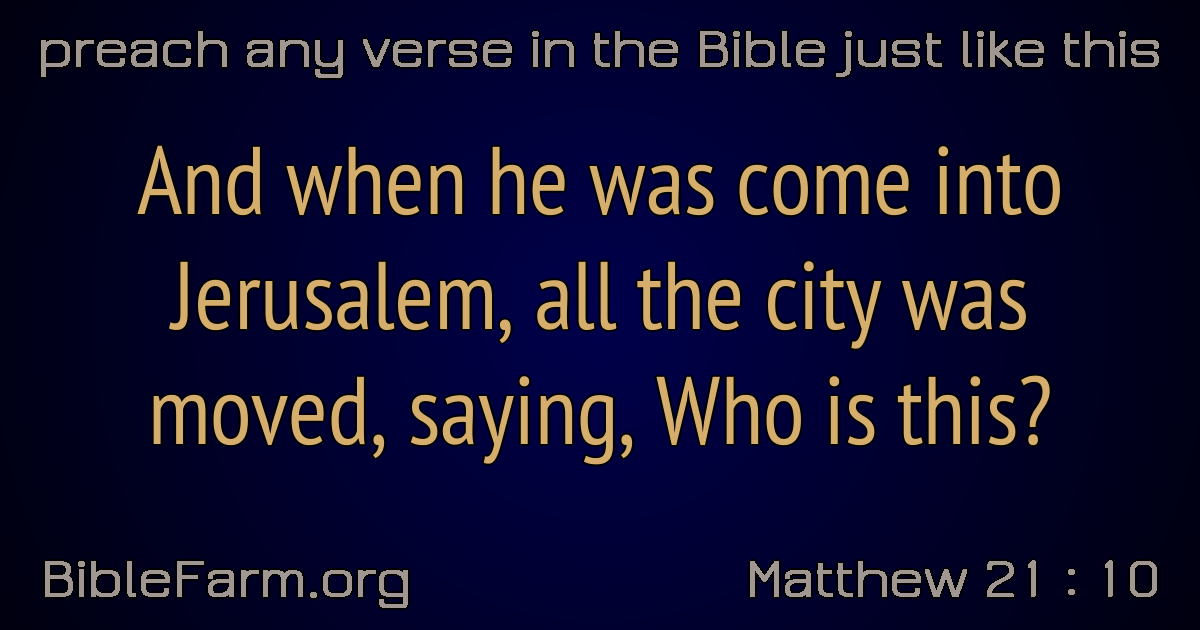 preach any verse in the Bible just like this
And when he was come into
Jerusalem, all the city was
moved, saying, Who is this?
BibleFarm.org
Matthew 21 : 10